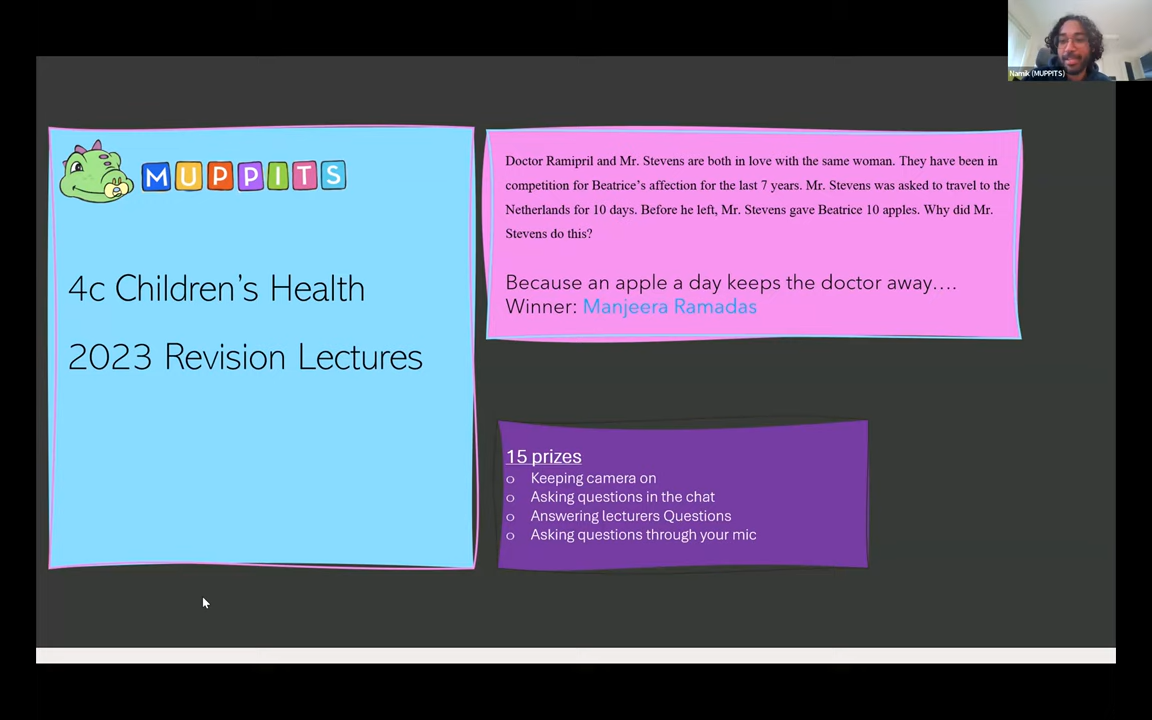 Namik (MUPPITS)
MUPPITS
4c Children's Health
2023 Revision Lectures
Doctor Ramipril and Mr. Stevens are both in love with the same woman. They have been in
competition for Beatrice's affection for the last 7 years. Mr. Stevens was asked to travel to the
Netherlands for 10 days. Before he left, Mr. Stevens gave Beatrice 10 apples. Why did Mr.
Stevens do this?
Because an apple a day keeps the doctor away....
Winner: Manjeera Ramadas
15 prizes
o Keeping camera on
o Asking questions in the chat
o Answering lecturers Questions
o Asking questions through your mic